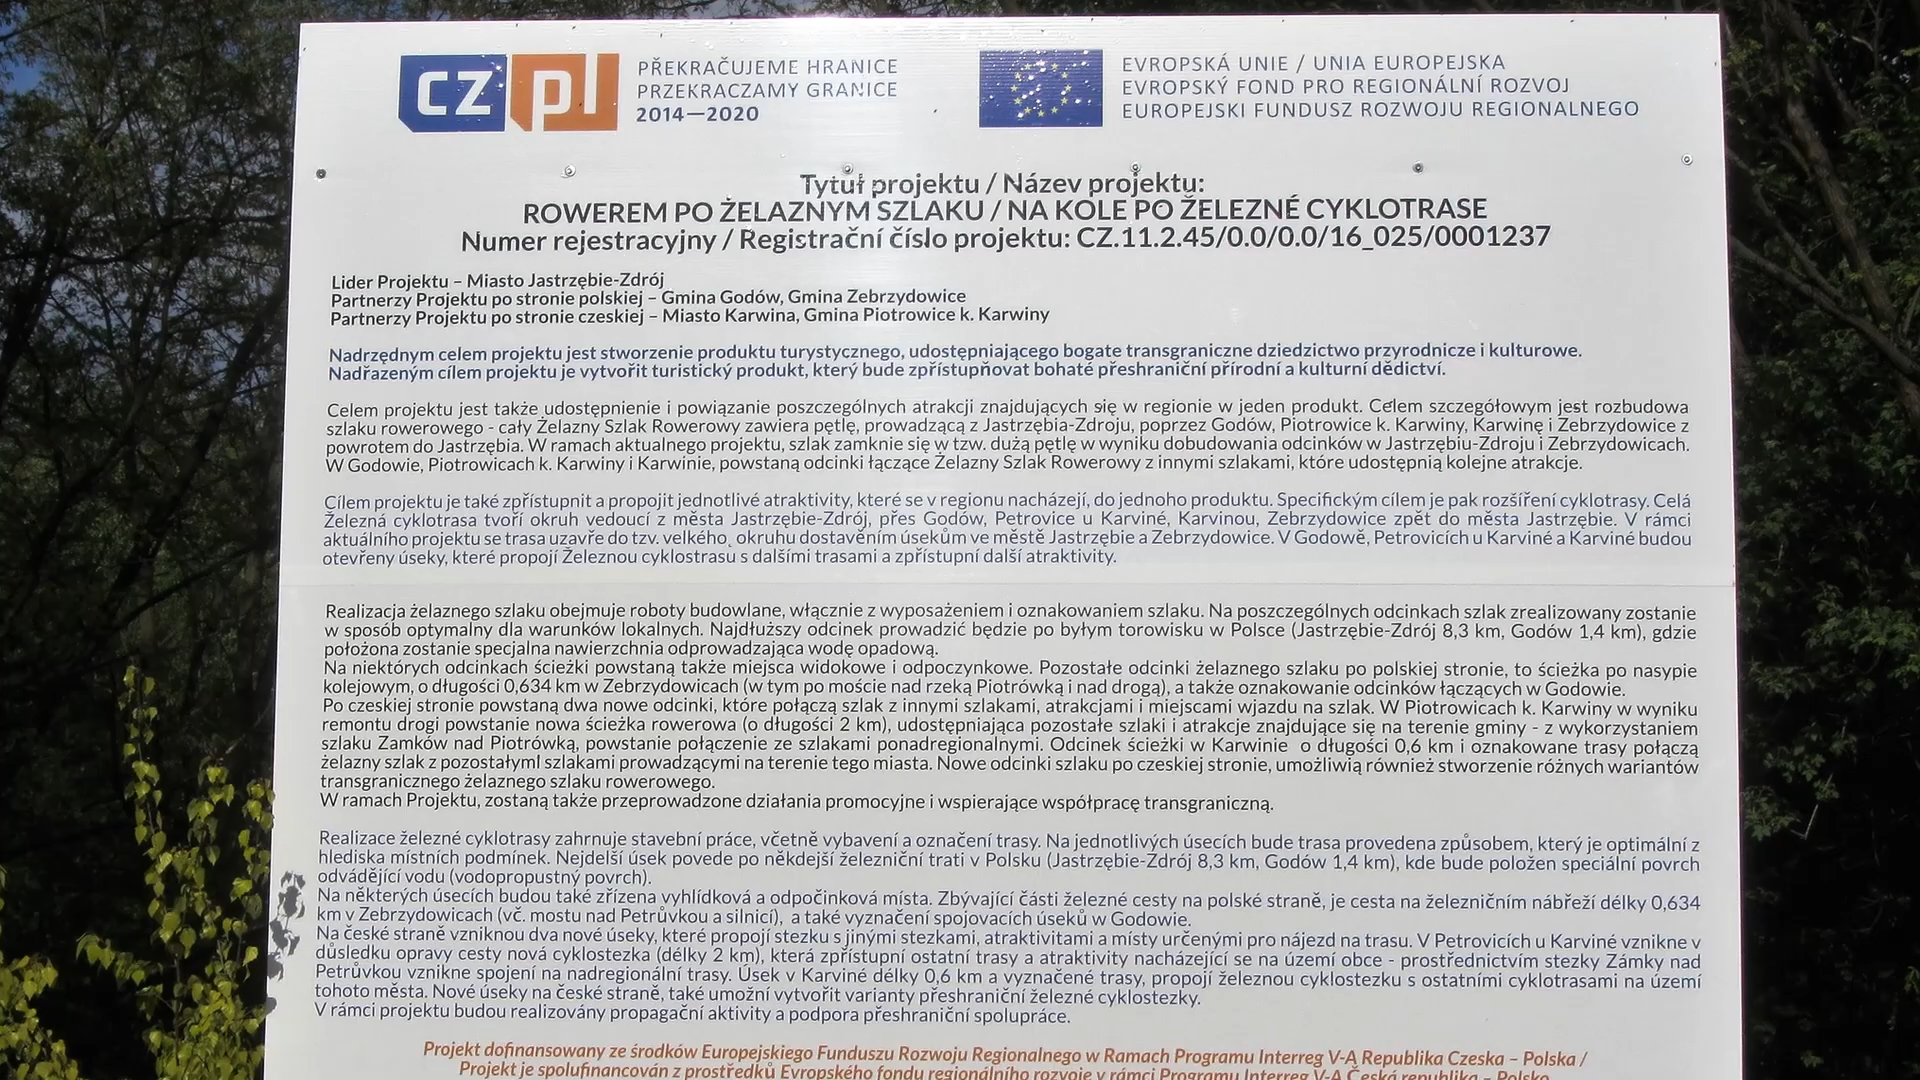 cz pl
PŘEKRAČUJEME HRANICE
PRZEKRACZAMY GRANICE
2014—2020
EVROPSKÁ UNIE / UNIA EUROPEJSKA
EVROPSKÝ FOND PRO REGIONÁLNÍ ROZVOJ
EUROPEJSKI FUNDUSZ ROZWOJU REGIONALNEGO
Tytuł projektu / Název projektu:
ROWEREM PO ŻELAZNYM SZLAKU / NA KOLE PO ŽELEZNÉ CYKLOTRASE
Numer rejestracyjny / Registrační číslo projektu: CZ.11.2.45/0.0/0.0/16_025/0001237
Lider Projektu – Miasto Jastrzębie-Zdrój
Partnerzy Projektu po stronie polskiej – Gmina Godów, Gmina Zebrzydowice
Partnerzy Projektu po stronie czeskiej – Miasto Karwina, Gmina Piotrowice k. Karwiny
Nadrzędnym celem projektu jest stworzenie produktu turystycznego, udostępniającego bogate transgraniczne dziedzictwo przyrodnicze i kulturowe.
Nadřazeným cílem projektu je vytvořit turistický produkt, který bude zpřístupňovat bohaté přeshraniční přírodní a kulturní dědictví.
Celem projektu jest także udostępnienie i powiązanie poszczególnych atrakcji znajdujących się w regionie w jeden produkt. Celem szczegółowym jest rozbudowa
szlaku rowerowego - cały Żelazny Szlak Rowerowy zawiera pętlę, prowadzącą z Jastrzębia-Zdroju, poprzez Godów, Piotrowice k. Karwiny, Karwinę i Zebrzydowice z
powrotem do Jastrzębia. W ramach aktualnego projektu, szlak zamknie się w tzw. dużą pętlę w wyniku dobudowania odcinków w Jastrzębiu-Zdroju i Zebrzydowicach.
W Godowie, Piotrowicach k. Karwiny i Karwinie, powstaną odcinki łączące Żelazny Szlak Rowerowy z innymi szlakami, które udostępnią kolejne atrakcje.
Cílem projektu je také zpřístupnit a propojit jednotlivé atraktivity, které se v regionu nacházejí, do jednoho produktu. Specifickým cílem je pak rozšíření cyklotrasy. Celá
Železná cyklotrasa tvoří okruh vedoucí z města Jastrzębie-Zdrój, přes Godów, Petrovice u Karviné, Karvinou, Zebrzydowice zpět do města Jastrzębie. V rámci
aktuálního projektu se trasa uzavře do tzv. velkého okruhu dostavěním úsekům ve městě Jastrzębie a Zebrzydowice. V Godowě, Petrovicích u Karviné a Karviné budou
otevřeny úseky, které propojí Železnou cyklostrasu s dalšími trasami a zpřístupní další atraktivity.
Realizacja żelaznego szlaku obejmuje roboty budowlane, włącznie z wyposażeniem i oznakowaniem szlaku. Na poszczególnych odcinkach szlak zrealizowany zostanie
w sposób optymalny dla warunków lokalnych. Najdłuższy odcinek prowadzić będzie po byłym torowisku w Polsce (Jastrzębie-Zdrój 8,3 km, Godów 1,4 km), gdzie
położona zostanie specjalna nawierzchnia odprowadzająca wodę opadową.
Na niektórych odcinkach ścieżki powstaną także miejsca widokowe i odpoczynkowe. Pozostałe odcinki żelaznego szlaku po polskiej stronie, to ścieżka po nasypie
kolejowym, o długości 0,634 km w Zebrzydowicach (w tym po moście nad rzeką Piotrówką i nad drogą), a także oznakowanie odcinków łączących w Godowie.
Po czeskiej stronie powstaną dwa nowe odcinki, które połączą szlak z innymi szlakami, atrakcjami i miejscami wjazdu na szlak. W Piotrowicach k. Karwiny w wyniku
remontu drogi powstanie nowa ścieżka rowerowa (o długości 2 km), udostępniająca pozostałe szlaki i atrakcje znajdujące się na terenie gminy - z wykorzystaniem
szlaku Zamków nad Piotrówką, powstanie połączenie ze szlakami ponadregionalnymi. Odcinek ścieżki w Karwinie o długości 0,6 km i oznakowane trasy połączą
żelazny szlak z pozostałymI szlakami prowadzącymi na terenie tego miasta. Nowe odcinki szlaku po czeskiej stronie, umożliwią również stworzenie różnych wariantów
transgranicznego żelaznego szlaku rowerowego.
W ramach Projektu, zostaną także przeprowadzone działania promocyjne i wspierające współpracę transgraniczną.
Realizace železné cyklotrasy zahrnuje stavební práce, včetně vybavení a označení trasy. Na jednotlivých úsecích bude trasa provedena způsobem, který je optimální z
hlediska místních podmínek. Nejdelší úsek povede po někdejší železniční trati v Polsku (Jastrzębie-Zdrój 8,3 km, Godów 1,4 km), kde bude položen speciální povrch
odvádějící vodu (vodopropustný povrch).
Na některých úsecích budou také zřízena vyhlídková a odpočinková místa. Zbývající části železné cesty na polské straně, je cesta na železničním nábřeží délky 0,634
km v Zebrzydowicach (vč. mostu nad Petrůvkou a silnicí), a také vyznačení spojovacích úseků w Godowie.
Na české straně vzniknou dva nové úseky, které propojí stezku s jinými stezkami, atraktivitami a místy určenými pro nájezd na trasu. V Petrovicích u Karviné vznikne v
důsledku opravy cesty nová cyklostezka (délky 2 km), která zpřístupní ostatní trasy a atraktivity nacházející se na území obce - prostřednictvím stezky Zámky nad
Petrůvkou vznikne spojení na nadregionální trasy. Úsek v Karviné délky 0,6 km a vyznačené trasy, propojí železnou cyklostezku s ostatními cyklotrasami na území
tohoto města. Nové úseky na české straně, také umožní vytvořit varianty přeshraniční železné cyklostezky.
V rámci projektu budou realizovány propagační aktivity a podpora přeshraniční spolupráce.
Projekt dofinansowany ze środków Europejskiego Funduszu Rozwoju Regionalnego w Ramach Programu Interreg V-A Republika Czeska – Polska /
Projekt je spolufinancován z prostředků Evropského fondu regionálního rozvoje v rámci Programu Interreg V-A Česká republika – Polsko